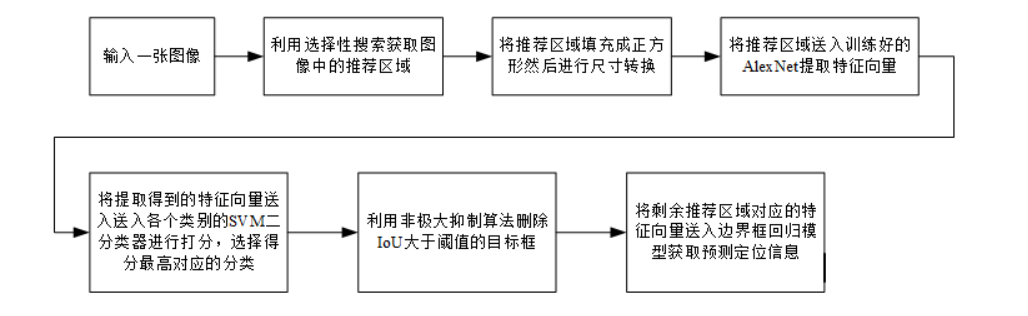 输入一张图像
利用选择性搜索获取图
像中的推荐区域
将推荐区域填充成正方
形然后进行尺寸转换
将推荐区域送入训练好的
AlexNet提取特征向量
将提取得到的特征向量送
入送入各个类别的SVM二
分类器进行打分，选择得
分最高对应的分类
利用非极大抑制算法删除
IoU大于阈值的目标框
将剩余推荐区域对应的特
征向量送入边界框回归模
型获取预测定位信息